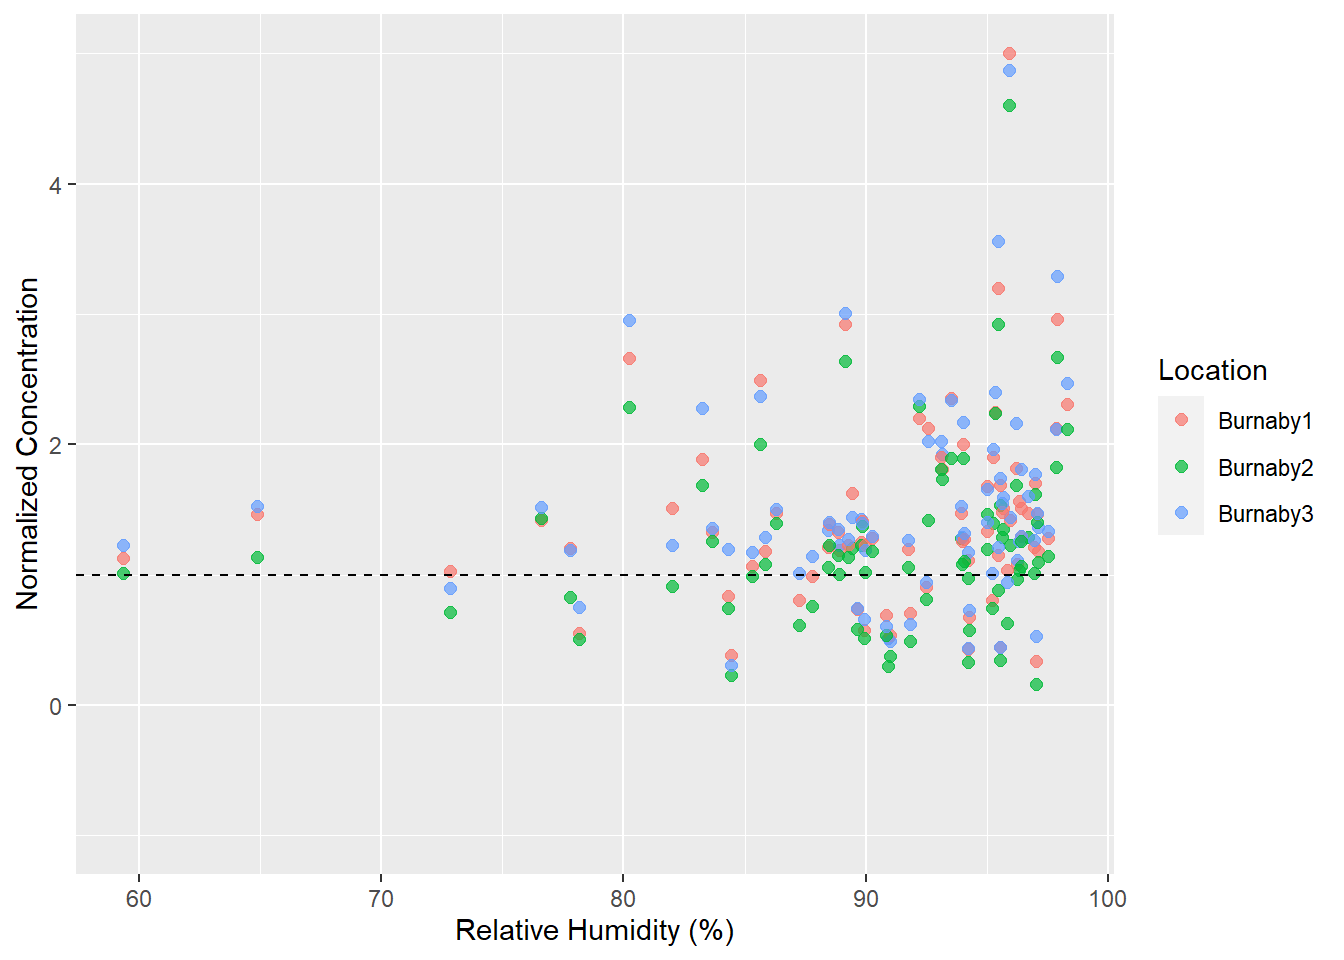 Normalized Concentration
4
2
0
60 70 80 90 100
Relative Humidity (%)
Location
Burnaby1
Burnaby2
Burnaby3